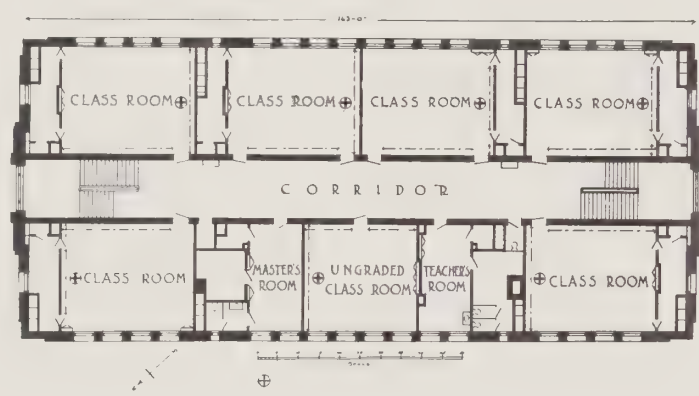 CLASS ROOM
CLASS ROOM
CLASS ROOM
CLASS ROOM
CORRIDOR
CLASS ROOM
MASTER'S
ROOM
UNGRADED
CLASS ROOM
TEACHER'S
ROOM
CLASS ROOM